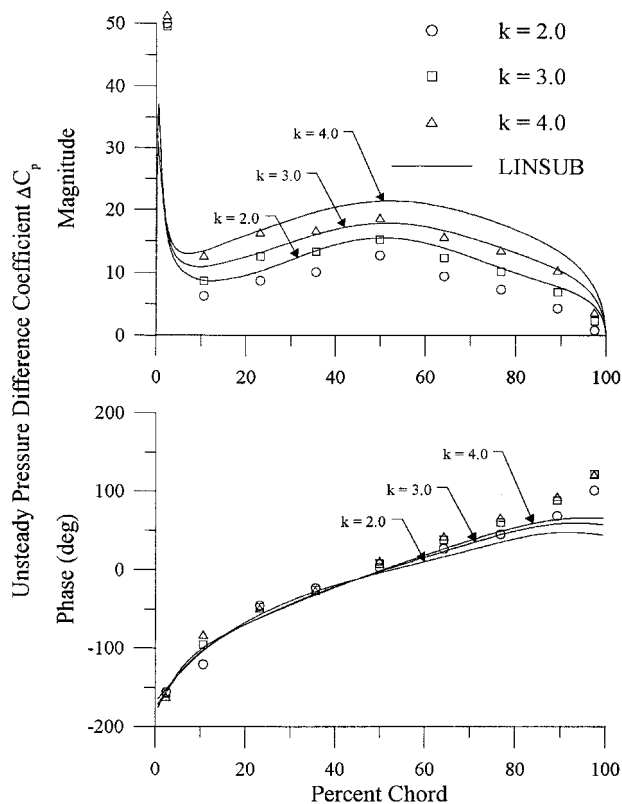 50
40
30
20
10
0
0 20 40 60 80 100
k = 2.0
k = 3.0
k = 4.0
LINSUB
k = 4.0
k = 3.0
k = 2.0
Magnitude
Unsteady Pressure Difference Coefficient ΔCp
200
100
0
-100
-200
k = 4.0
k = 3.0
k = 2.0
Phase (deg)
0 20 40 60 80 100
Percent Chord